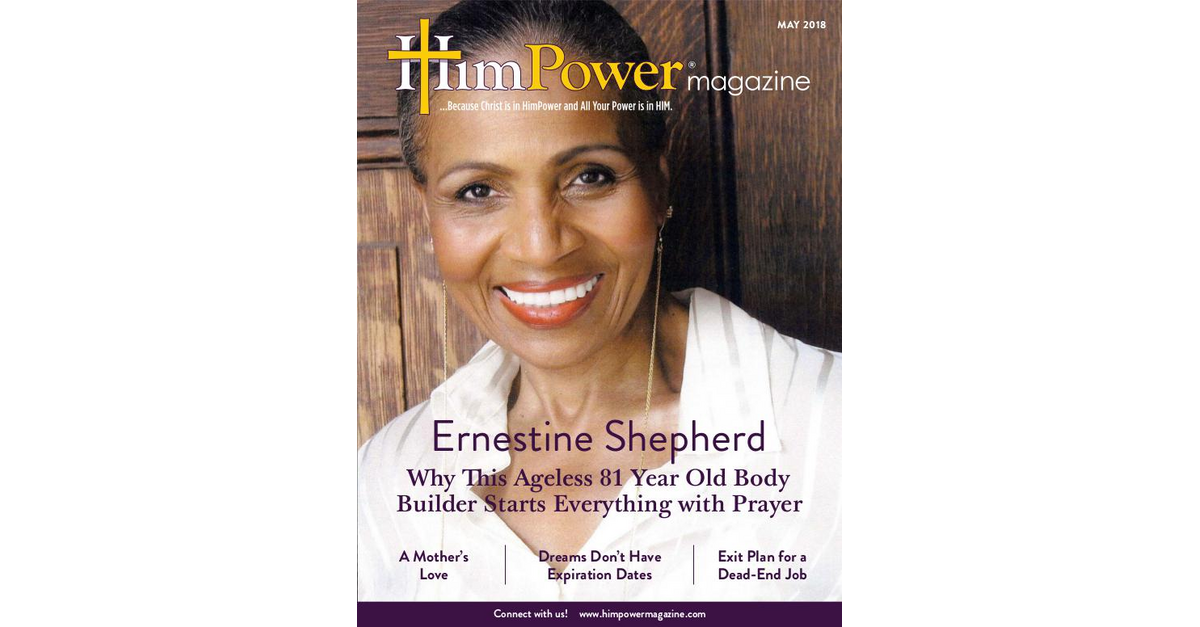 MAY 2018
HimPower® magazine
...Because Christ is in HimPower and All Your Power is in HIM.
Ernestine Shepherd
Why This Ageless 81 Year Old Body
Builder Starts Everything with Prayer
A Mother's
Love
Dreams Don't Have
Expiration Dates
Exit Plan for a
Dead-End Job
Connect with us! www.himpowermagazine.com